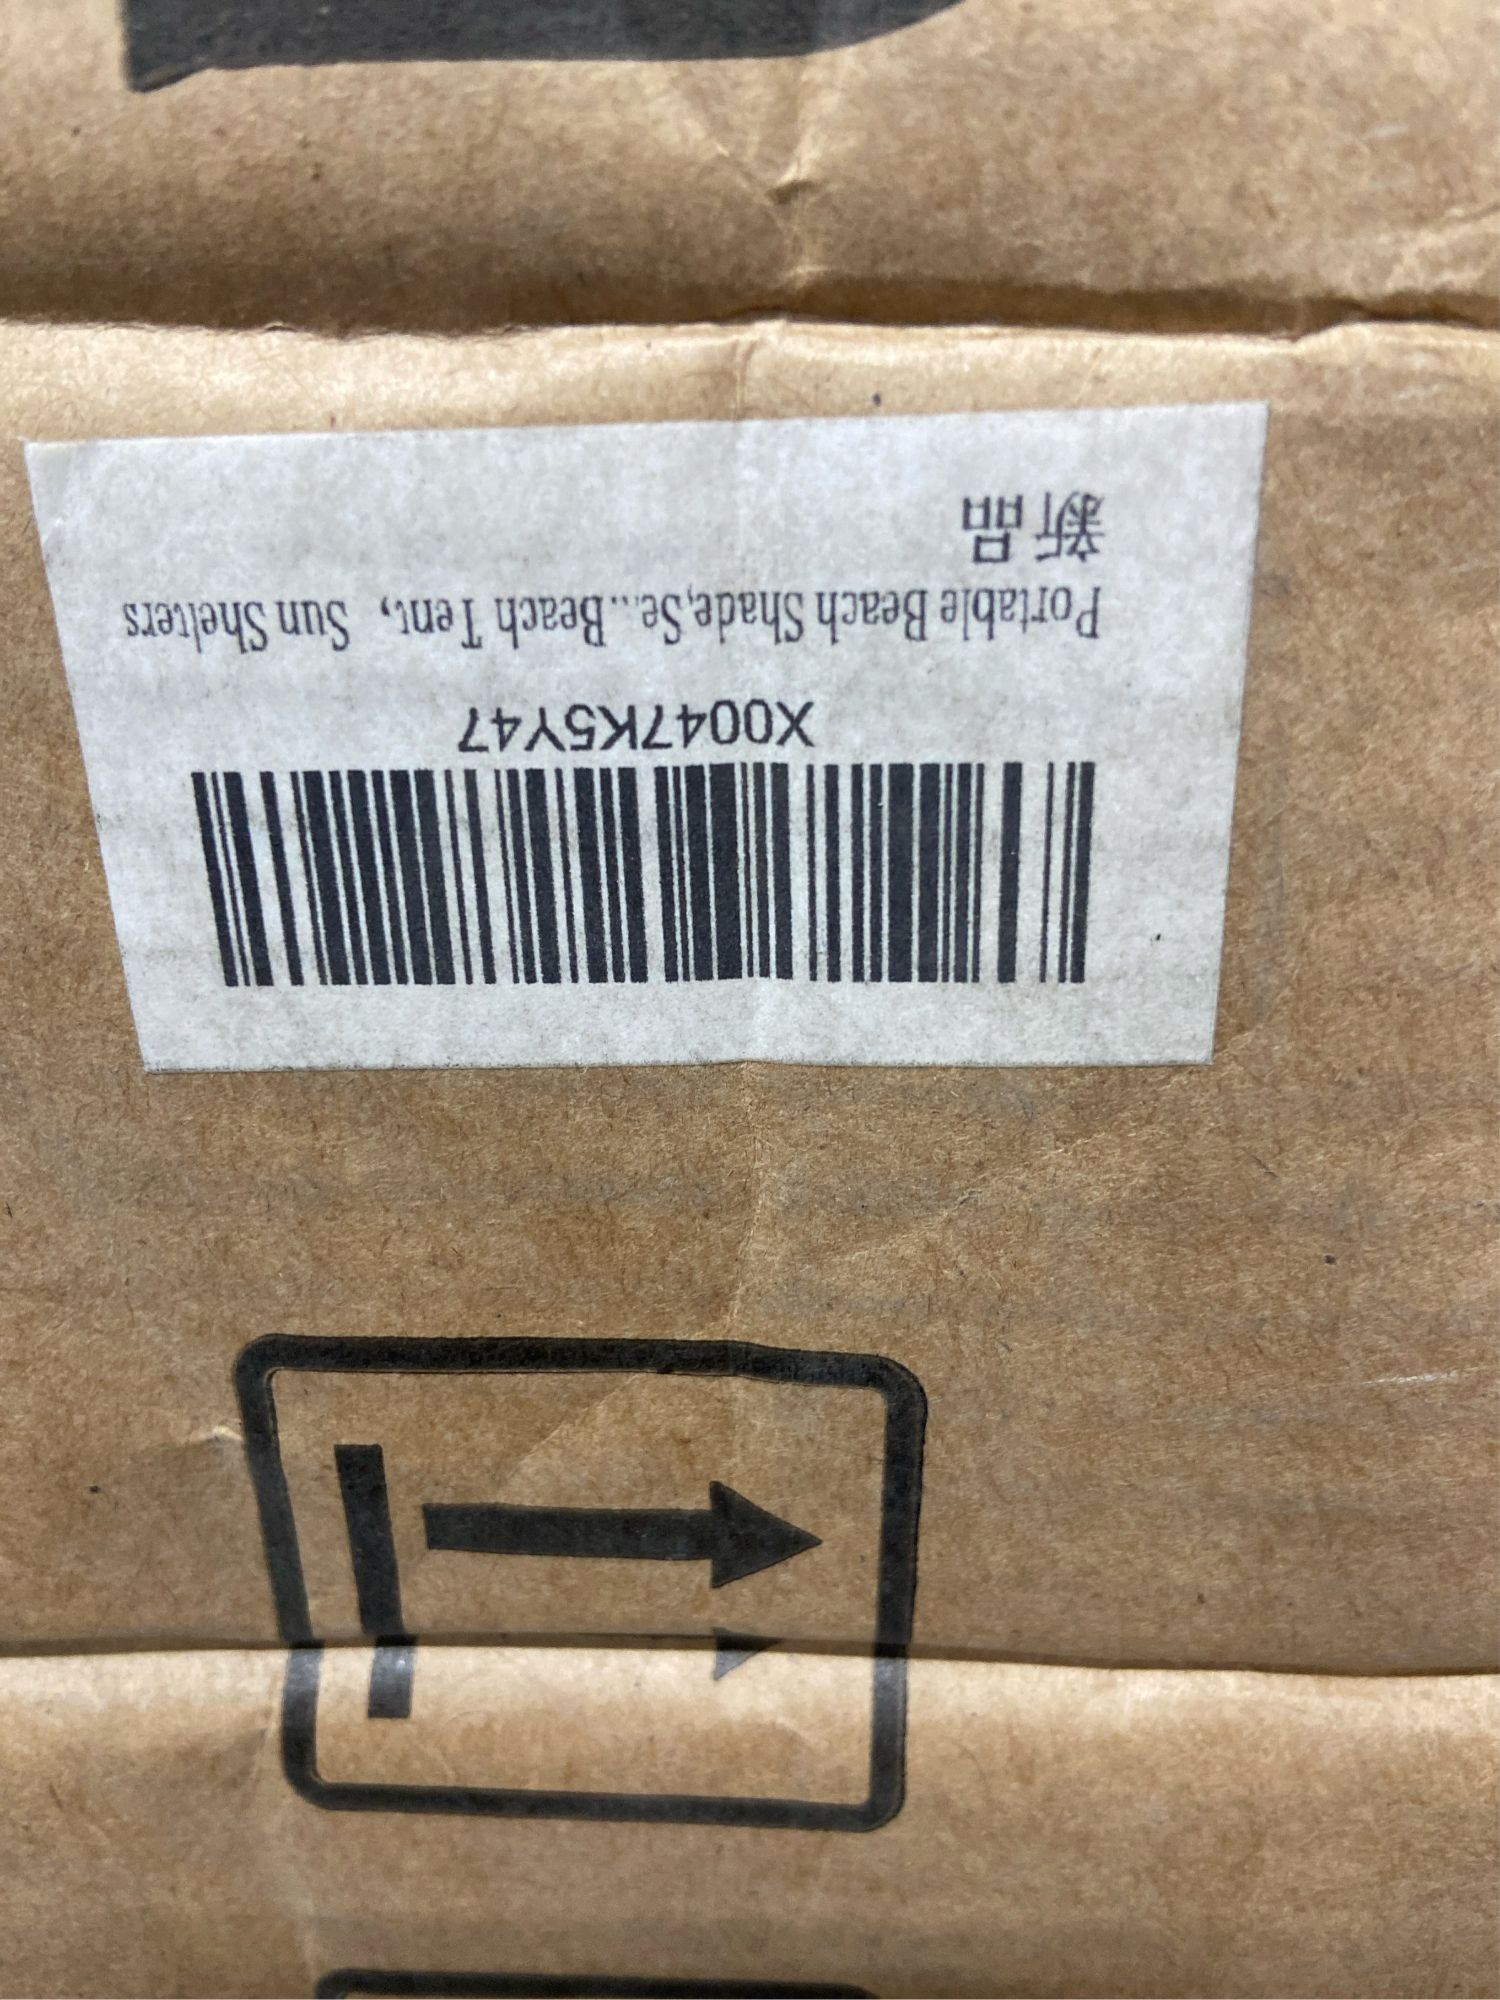 X0047K5Y47
Portable Beach Shade,Se...Beach Tent, Sun Shelters
新品